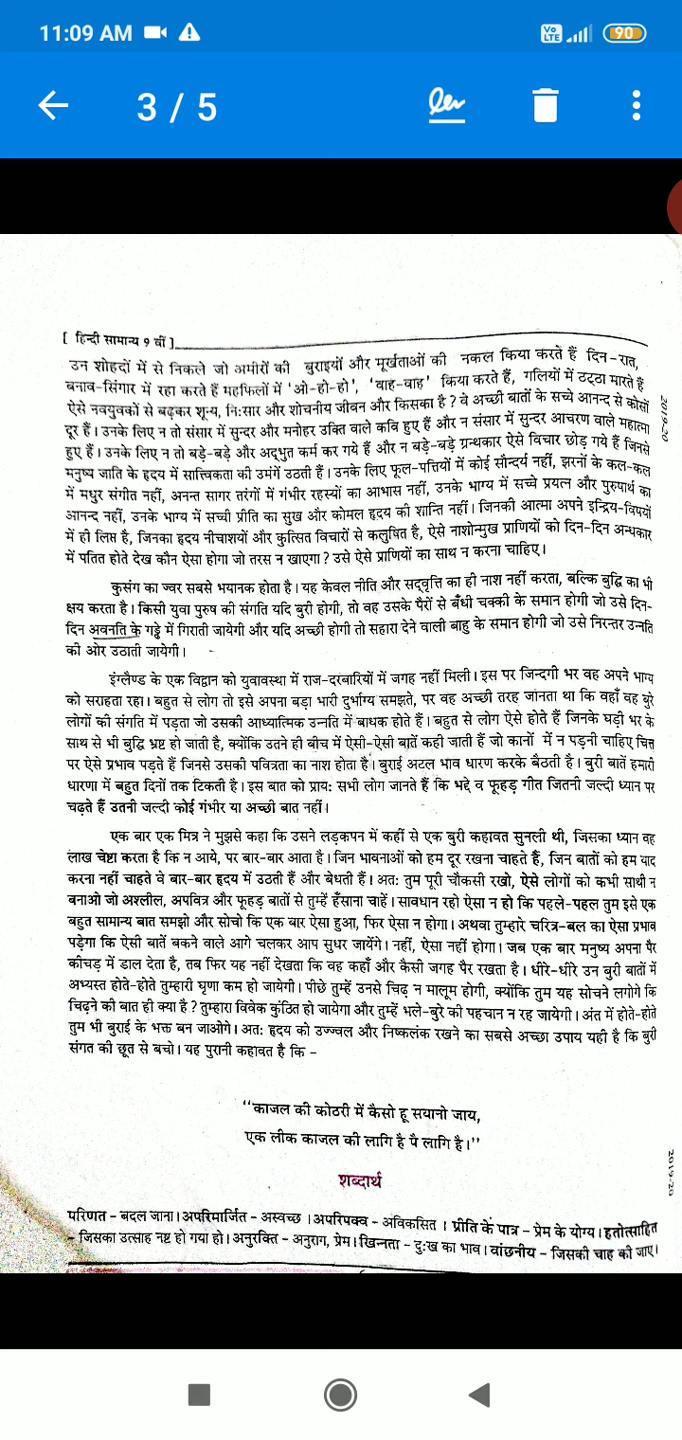 11:09 AM
Vo LTE 90
3 / 5
[ हिन्दी सामान्य 9 वीं ]
उन शोहदों में से निकले जो अमीरों की बुराइयों और मूर्खताओं की नकल किया करते हैं दिन-रात,
बनाव-सिंगार में रहा करते हैं महफिलों में 'ओ-हो-हो', 'वाह-वाह' किया करते हैं, गलियों में ठट्ठा मारते हैं
ऐसे नवयुवकों से बढ़कर शून्य, नि:सार और शोचनीय जीवन और किसका है ? वे अच्छी बातों के सच्चे आनन्द से कोसों
दूर हैं। उनके लिए न तो संसार में सुन्दर और मनोहर उक्ति वाले कवि हुए हैं और न संसार में सुन्दर आचरण वाले महात्मा
हुए हैं। उनके लिए न तो बड़े-बड़े और अद्भुत कर्म कर गये हैं और न बड़े-बड़े ग्रन्थकार ऐसे विचार छोड़ गये हैं जिनसे
मनुष्य जाति के हृदय में सात्त्विकता की उमंगें उठती हैं। उनके लिए फूल-पत्तियों में कोई सौन्दर्य नहीं, झरनों के कल-कल
में मधुर संगीत नहीं, अनन्त सागर तरंगों में गंभीर रहस्यों का आभास नहीं, उनके भाग्य में सच्चे प्रयत्न और पुरुषार्थ का
आनन्द नहीं, उनके भाग्य में सच्ची प्रीति का सुख और कोमल हृदय की शान्ति नहीं। जिनकी आत्मा अपने इन्द्रिय-विषयों
में ही लिप्त है, जिनका हृदय नीचाशयों और कुत्सित विचारों से कलुषित है, ऐसे नाशोन्मुख प्राणियों को दिन-दिन अन्धकार
में पतित होते देख कौन ऐसा होगा जो तरस न खाएगा ? उसे ऐसे प्राणियों का साथ न करना चाहिए।
कुसंग का ज्वर सबसे भयानक होता है। यह केवल नीति और सद्वृत्ति का ही नाश नहीं करता, बल्कि बुद्धि का भी
क्षय करता है। किसी युवा पुरुष की संगति यदि बुरी होगी, तो वह उसके पैरों से बँधी चक्की के समान होगी जो उसे दिन-
दिन अवनति के गड्ढे में गिराती जायेगी और यदि अच्छी होगी तो सहारा देने वाली बाहु के समान होगी जो उसे निरन्तर उन्नति
की ओर उठाती जायेगी।
इंग्लैण्ड के एक विद्वान को युवावस्था में राज-दरबारियों में जगह नहीं मिली। इस पर जिन्दगी भर वह अपने भाग्य
को सराहता रहा। बहुत से लोग तो इसे अपना बड़ा भारी दुर्भाग्य समझते, पर वह अच्छी तरह जानता था कि वहाँ वह बुरे
लोगों की संगति में पड़ता जो उसकी आध्यात्मिक उन्नति में बाधक होते हैं। बहुत से लोग ऐसे होते हैं जिनके घड़ी भर के
साथ से भी बुद्धि भ्रष्ट हो जाती है, क्योंकि उतने ही बीच में ऐसी-ऐसी बातें कही जाती हैं जो कानों में न पड़नी चाहिए चित्त
पर ऐसे प्रभाव पड़ते हैं जिनसे उसकी पवित्रता का नाश होता है। बुराई अटल भाव धारण करके बैठती है। बुरी बातें हमारी
धारणा में बहुत दिनों तक टिकती है। इस बात को प्राय: सभी लोग जानते हैं कि भद्दे व फूहड़ गीत जितनी जल्दी ध्यान पर
चढ़ते हैं उतनी जल्दी कोई गंभीर या अच्छी बात नहीं।
एक बार एक मित्र ने मुझसे कहा कि उसने लड़कपन में कहीं से एक बुरी कहावत सुनली थी, जिसका ध्यान वह
लाख चेष्टा करता है कि न आये, पर बार-बार आता है। जिन भावनाओं को हम दूर रखना चाहते हैं, जिन बातों को हम याद
करना नहीं चाहते वे बार-बार हृदय में उठती हैं और बेधती हैं। अत: तुम पूरी चौकसी रखो, ऐसे लोगों को कभी साथी न
बनाओ जो अश्लील, अपवित्र और फूहड़ बातों से तुम्हें हँसाना चाहें। सावधान रहो ऐसा न हो कि पहले-पहल तुम इसे एक
बहुत सामान्य बात समझो और सोचो कि एक बार ऐसा हुआ, फिर ऐसा न होगा। अथवा तुम्हारे चरित्र-बल का ऐसा प्रभाव
पड़ेगा कि ऐसी बातें बकने वाले आगे चलकर आप सुधर जायेंगे। नहीं, ऐसा नहीं होगा। जब एक बार मनुष्य अपना पैर
कीचड़ में डाल देता है, तब फिर यह नहीं देखता कि वह कहाँ और कैसी जगह पैर रखता है। धीरे-धीरे उन बुरी बातों में
अभ्यस्त होते-होते तुम्हारी घृणा कम हो जायेगी। पीछे तुम्हें उनसे चिढ़ न मालूम होगी, क्योंकि तुम यह सोचने लगोगे कि
चिढ़ने की बात ही क्या है ? तुम्हारा विवेक कुंठित हो जायेगा और तुम्हें भले-बुरे की पहचान न रह जायेगी। अंत में होते-होते
तुम भी बुराई के भक्त बन जाओगे। अत: हृदय को उज्ज्वल और निष्कलंक रखने का सबसे अच्छा उपाय यही है कि बुरी
संगत की छूत से बचो। यह पुरानी कहावत है कि –
"काजल की कोठरी में कैसो हू सयानो जाय,
एक लीक काजल की लागि है पै लागि है।"
शब्दार्थ
परिणत – बदल जाना। अपरिमार्जित – अस्वच्छ । अपरिपक्व – अविकसित । प्रीति के पात्र – प्रेम के योग्य। हतोत्साहित
– जिसका उत्साह नष्ट हो गया हो। अनुरक्ति – अनुराग, प्रेम। खिन्नता – दु:ख का भाव। वांछनीय – जिसकी चाह की जाए।
2019-20
2019-20